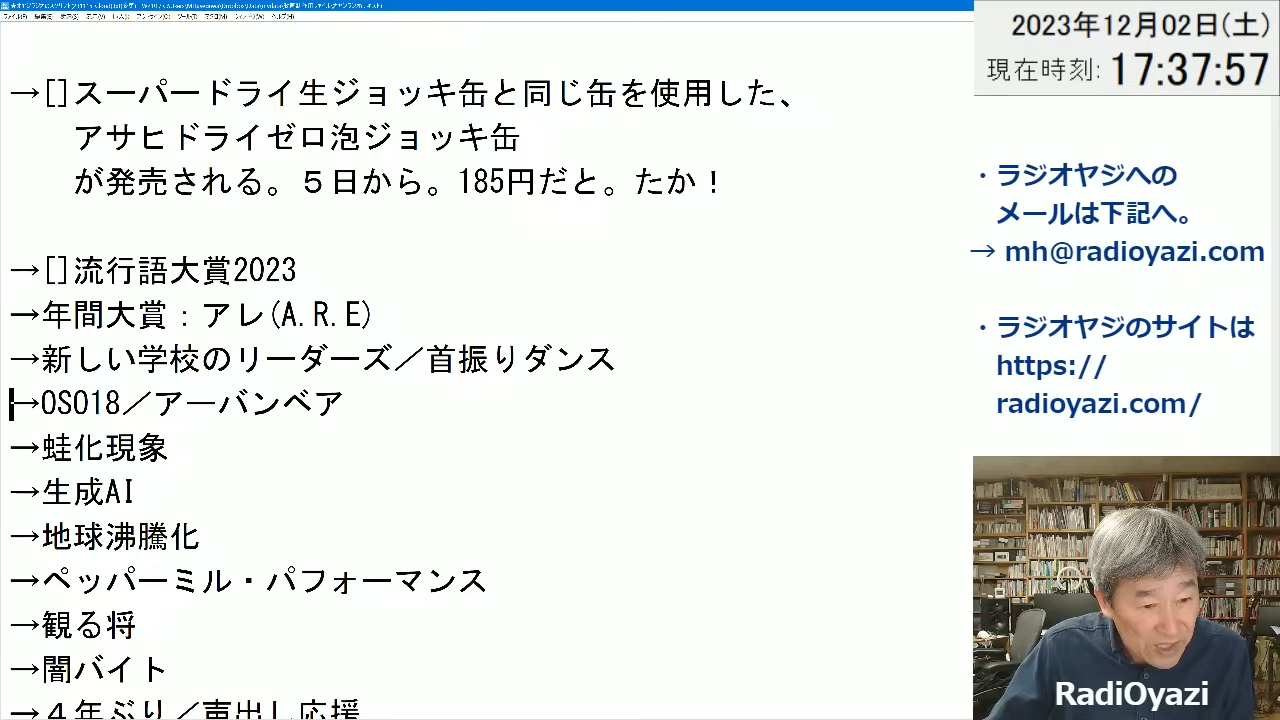 2023年12月02日(土)
現在時刻: 17:37:57
→[]スーパードライ生ジョッキ缶と同じ缶を使用した、
アサヒドライゼロ泡ジョッキ缶
が発売される。５日から。185円だと。たか！
→[]流行語大賞2023
→年間大賞：アレ(A.R.E)
→新しい学校のリーダーズ／首振りダンス
→OSO18／アーバンベア
→蛙化現象
→生成AI
→地球沸騰化
→ペッパーミル・パフォーマンス
→観る将
→闇バイト
→４年ぶり／声出し応援
・ラジオヤジへの
メールは下記へ。
→ mh@radioyazi.com
・ラジオヤジのサイトは
https://
radioyazi.com/
RadiOyazi